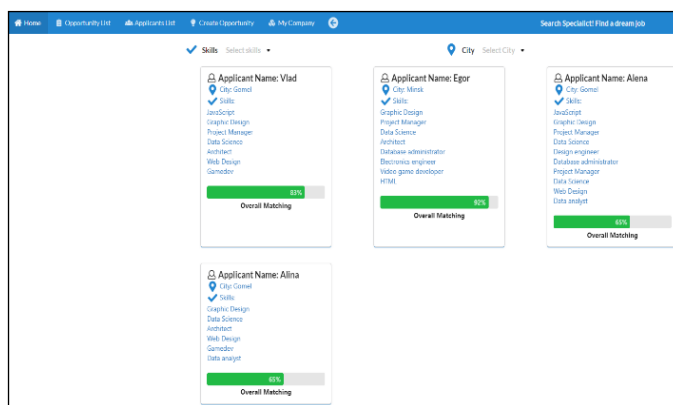 Home Opportunity List Applicants List Create Opportunity My Company Search Specialict! Find a dream job
Skills Select skills City Select City
Applicant Name: Vlad
City: Gomel
Skills:
JavaScript
Graphic Design
Project Manager
Data Science
Architect
Web Design
Gamedev
83%
Overall Matching
Applicant Name: Egor
City: Minsk
Skills:
Graphic Design
Project Manager
Data Science
Architect
Database administrator
Electronics engineer
Video game developer
HTML
92%
Overall Matching
Applicant Name: Alena
City: Gomel
Skills:
JavaScript
Graphic Design
Project Manager
Data Science
Design engineer
Database administrator
Project Manager
Data Science
Web Design
Data analyst
65%
Overall Matching
Applicant Name: Alina
City: Gomel
Skills:
Graphic Design
Data Science
Architect
Web Design
Gamedev
Data analyst
65%
Overall Matching